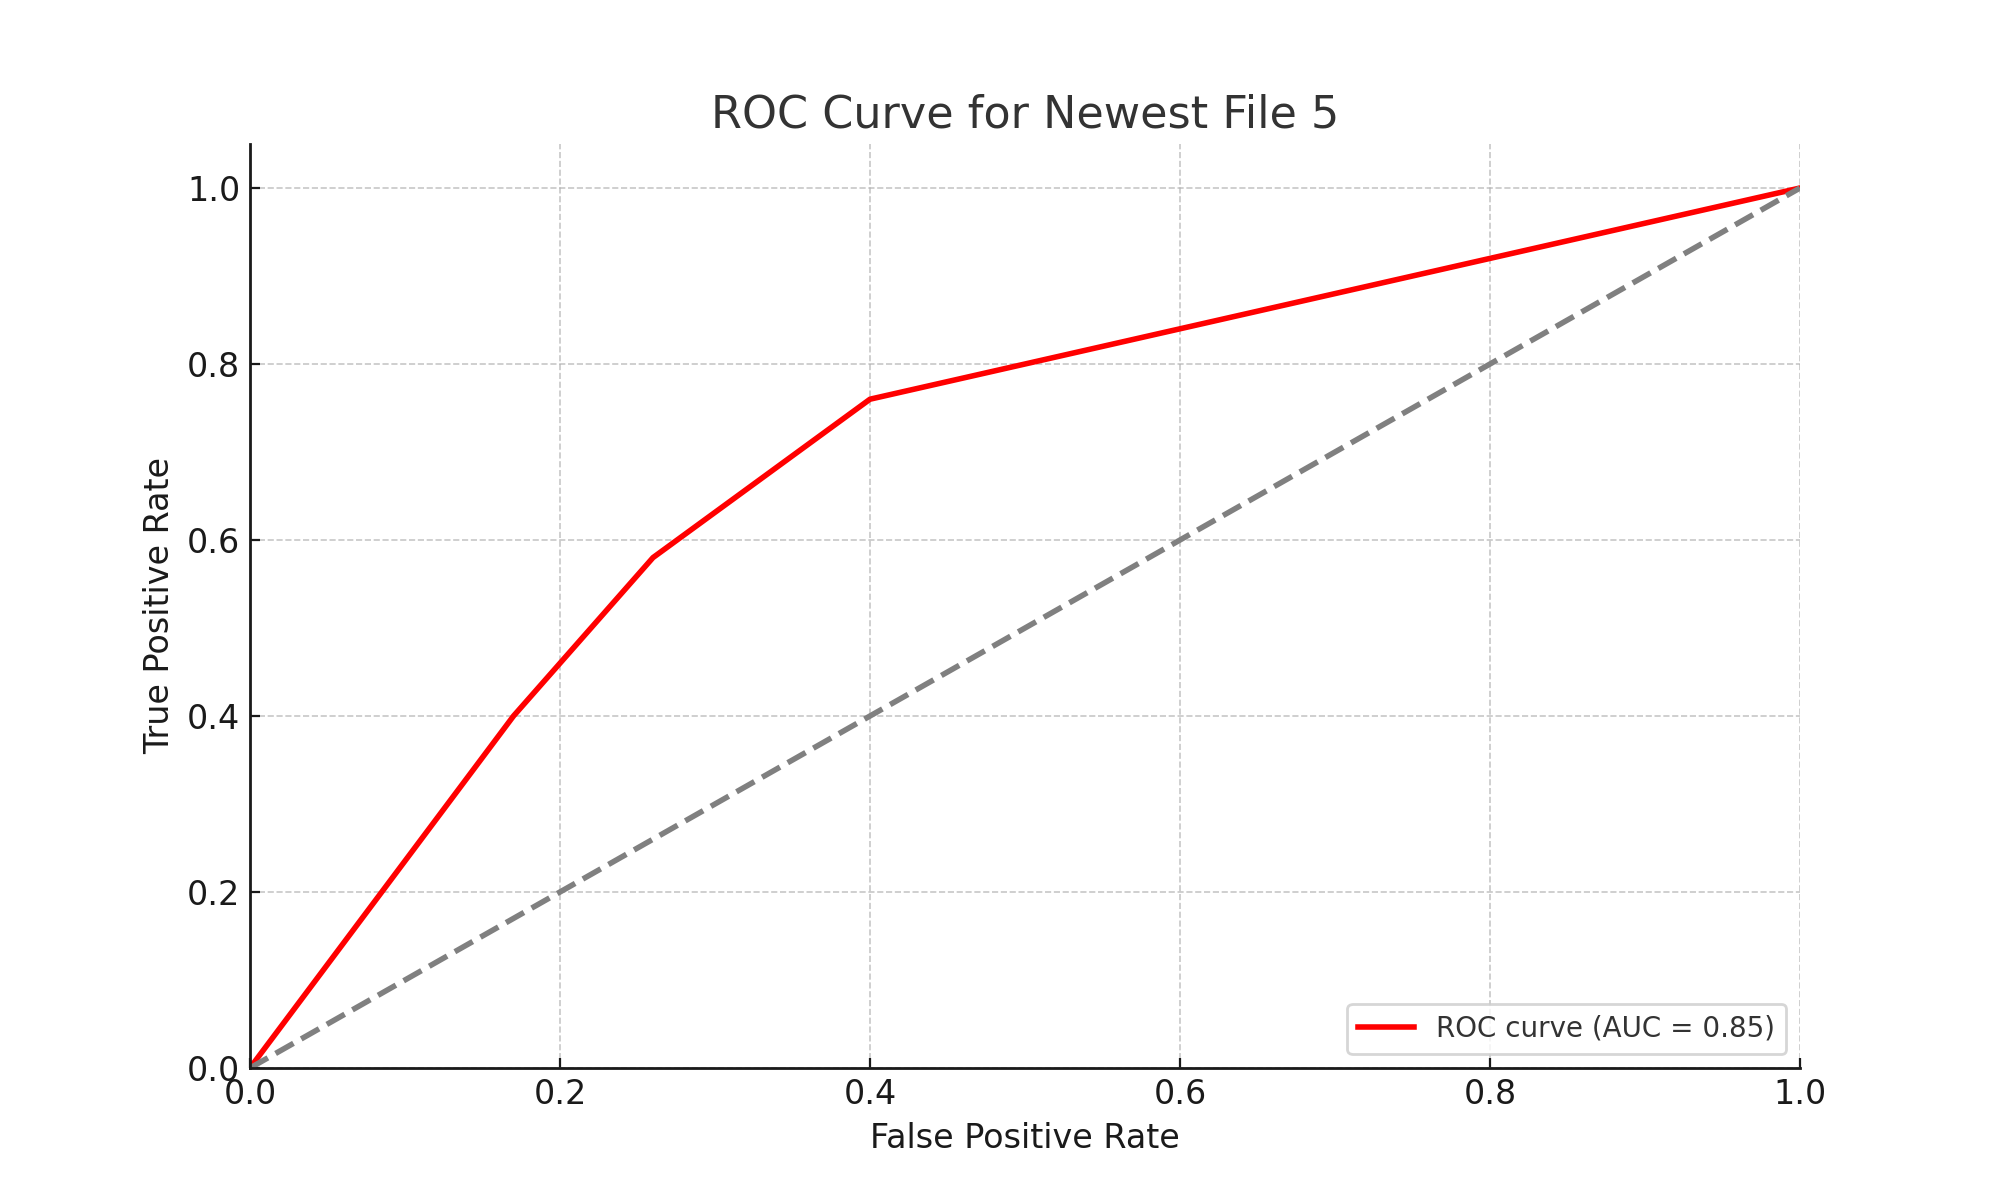 ROC Curve for Newest File 5
1.0
0.8
0.6
0.4
0.2
0.0
True Positive Rate
ROC curve (AUC = 0.85)
0.0 0.2 0.4 0.6 0.8 1.0
False Positive Rate